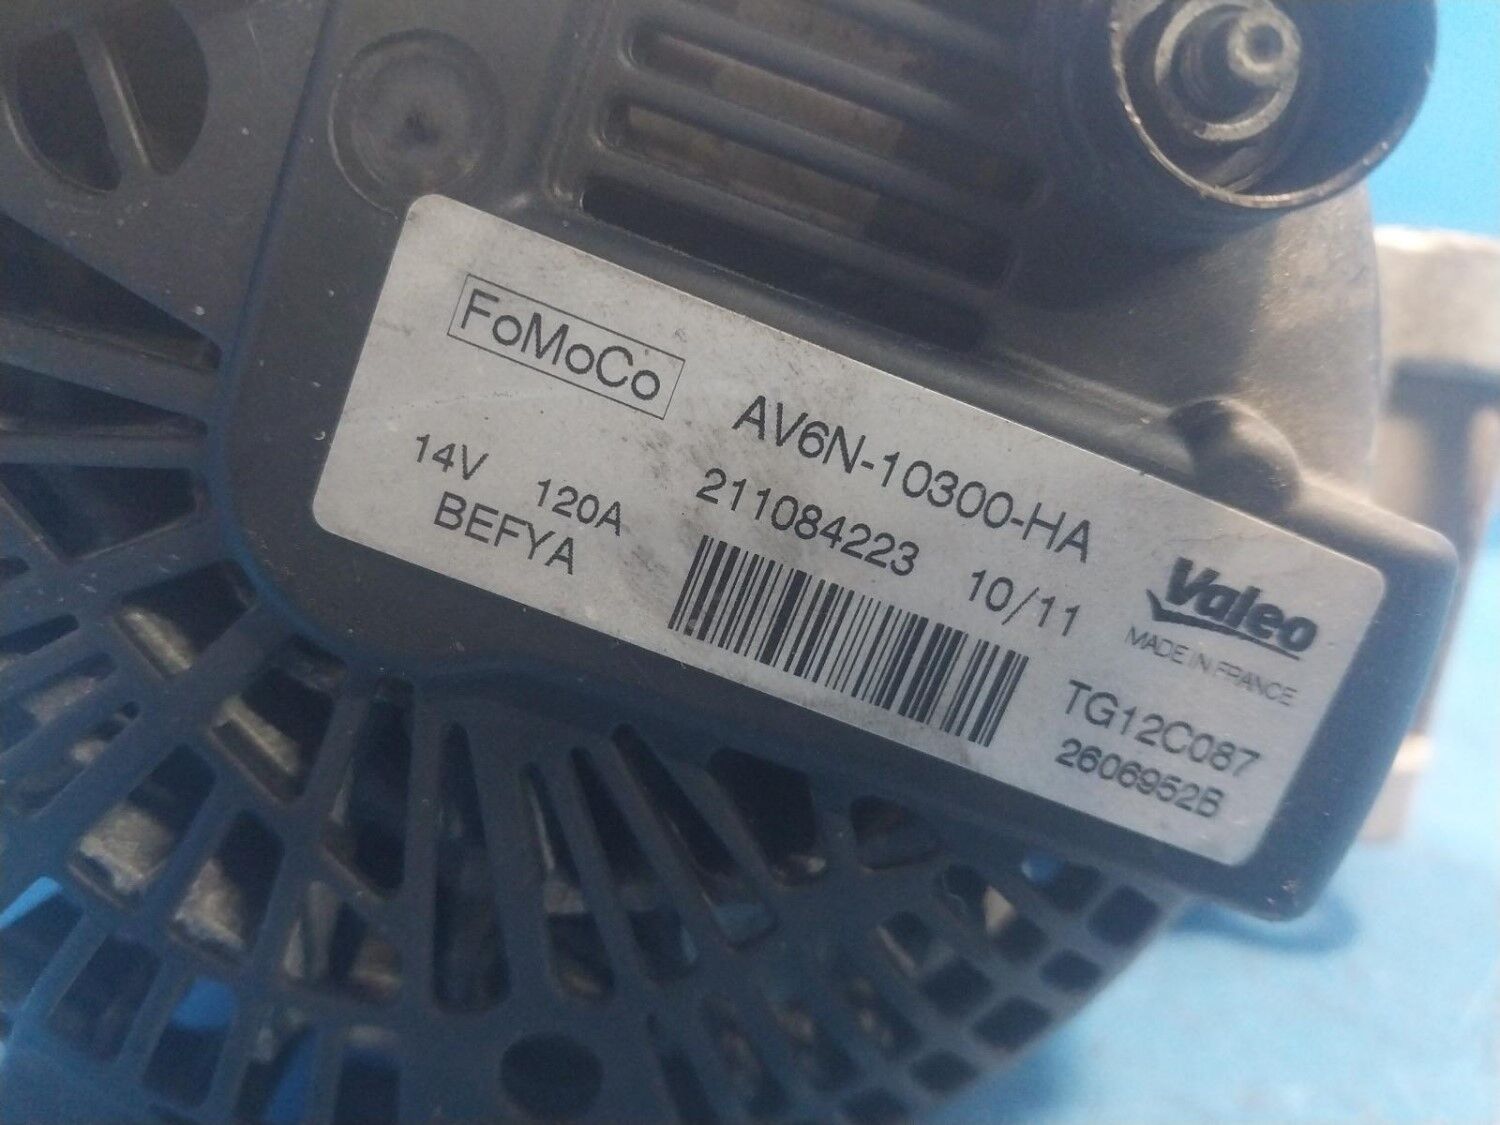 FoMoCo
AV6N-10300-HA
14V 120A
211084223 10/11
BEFYA
Valeo
MADE IN FRANCE
TG12C087
2606952B